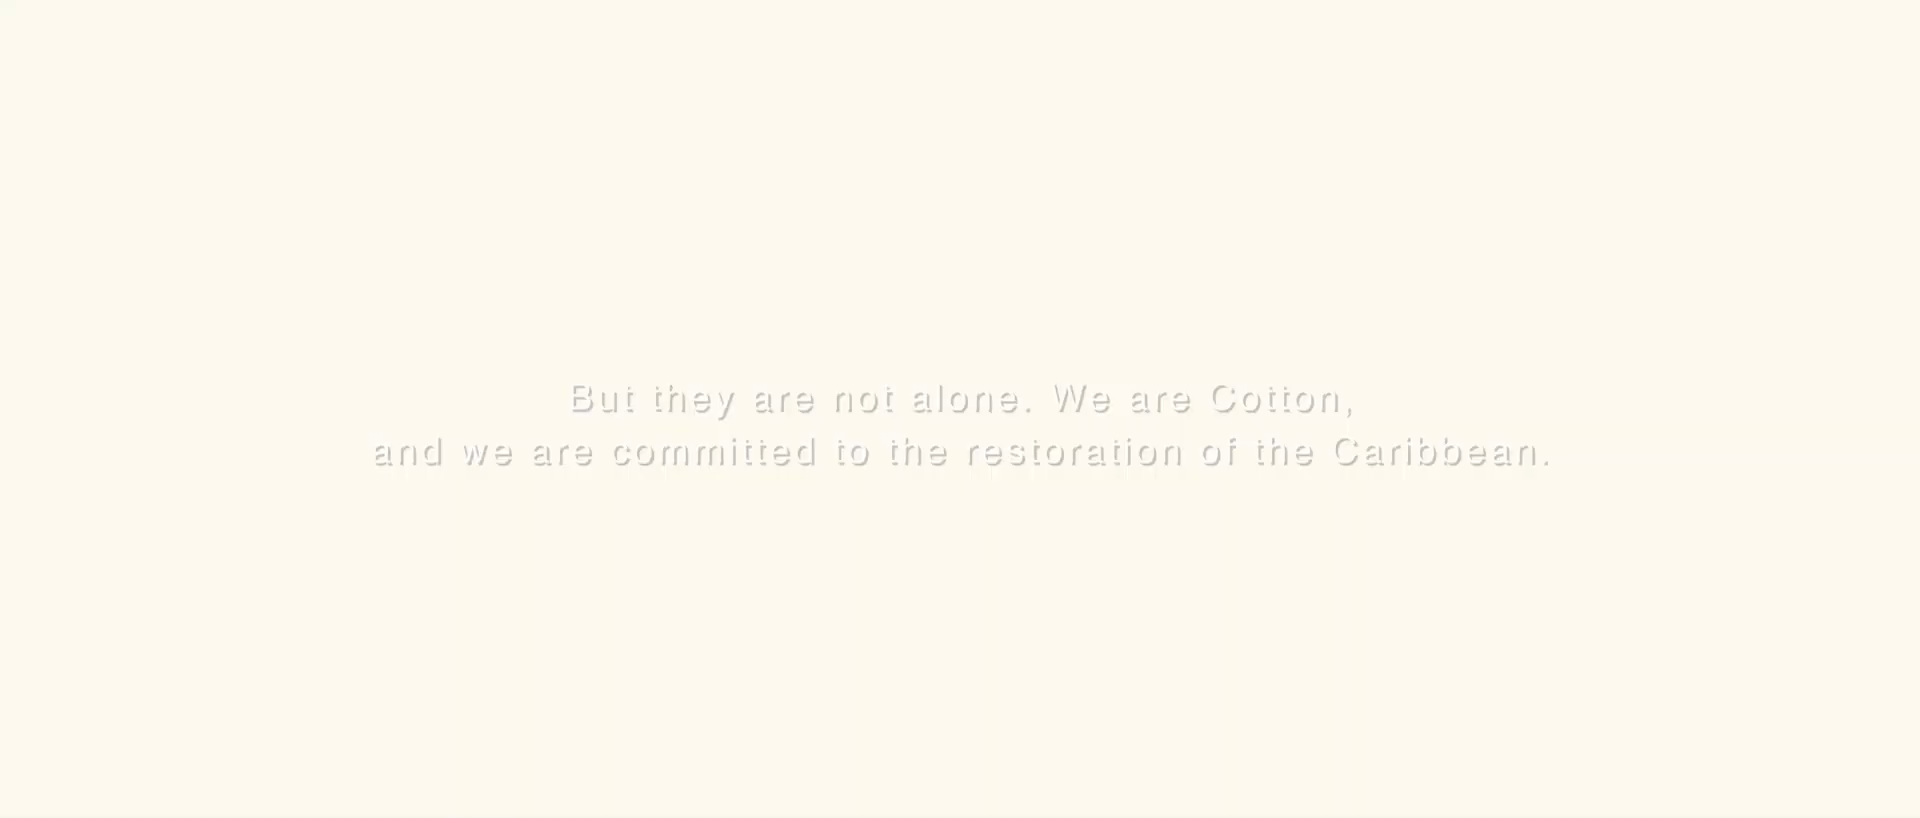 But they are not alone. We are Cotton,
and we are committed to the restoration of the Caribbean.